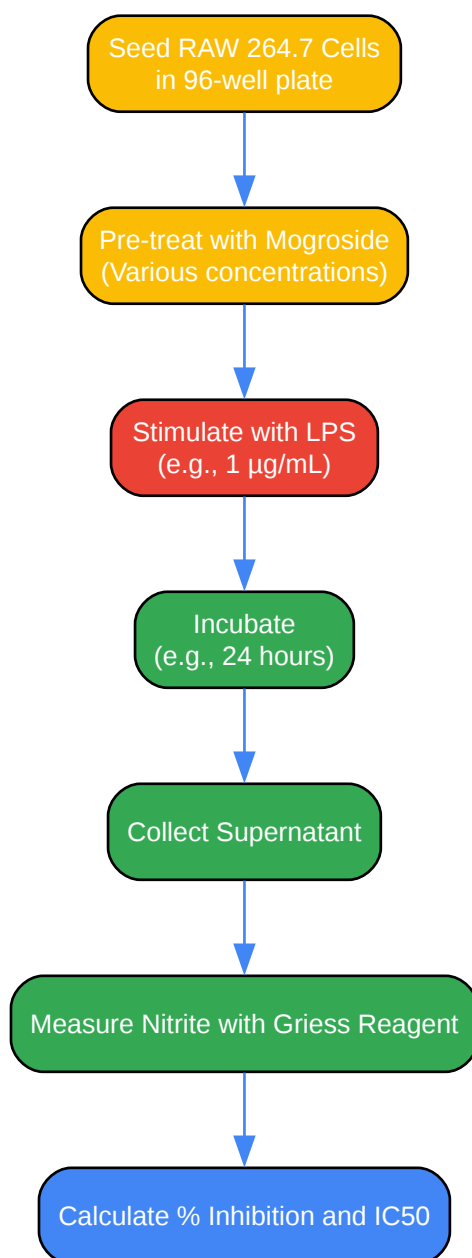 Seed RAW 264.7 Cells
in 96-well plate
Pre-treat with Mogroside
(Various concentrations)
Stimulate with LPS
(e.g., 1 µg/mL)
Incubate
(e.g., 24 hours)
Collect Supernatant
Measure Nitrite with Griess Reagent
Calculate % Inhibition and IC50